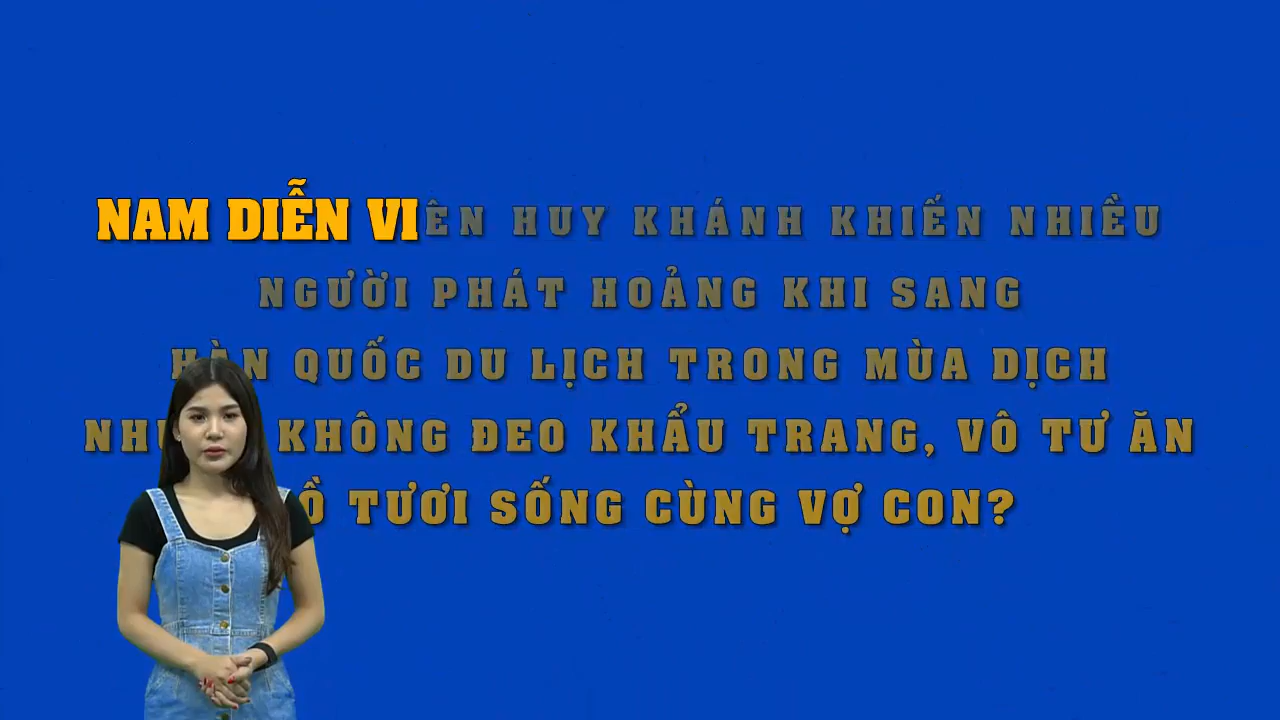 NAM DIỄN VIÊN HUY KHÁNH KHIẾN NHIỀU
NGƯỜI PHÁT HOẢNG KHI SANG
HÀN QUỐC DU LỊCH TRONG MÙA DỊCH
KHÔNG ĐEO KHẨU TRANG, VÔ TƯ ĂN
TƯƠI SỐNG CÙNG VỢ CON?